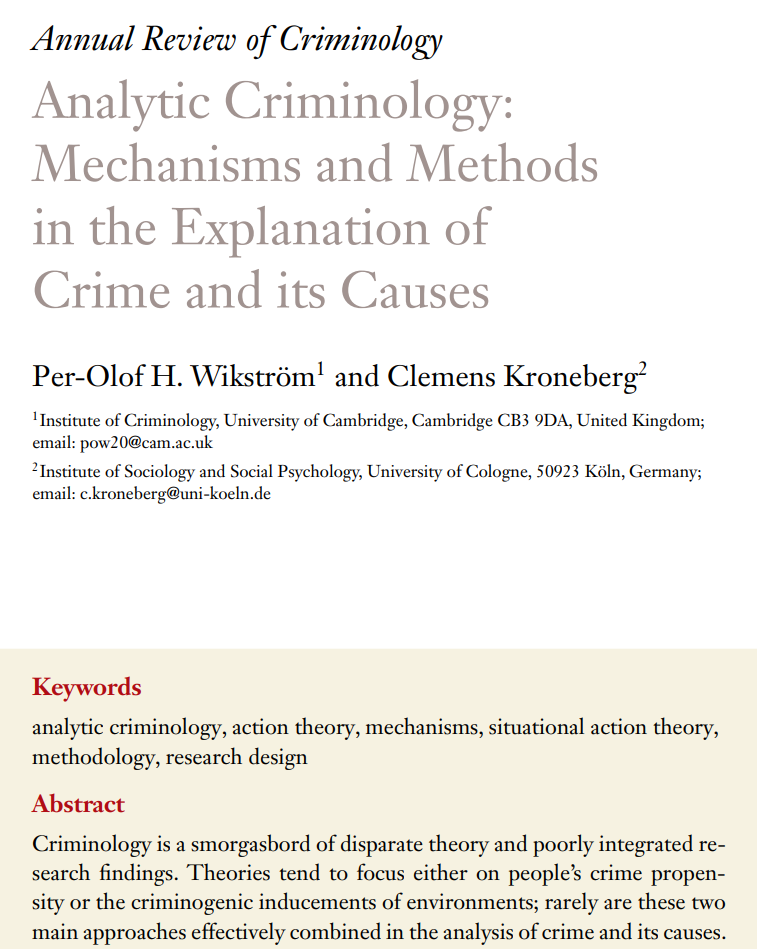 Annual Review of Criminology
Analytic Criminology:
Mechanisms and Methods
in the Explanation of
Crime and its Causes
Per-Olof H. Wikström¹ and Clemens Kroneberg²
¹Institute of Criminology, University of Cambridge, Cambridge CB3 9DA, United Kingdom;
email: pow20@cam.ac.uk
²Institute of Sociology and Social Psychology, University of Cologne, 50923 Köln, Germany;
email: c.kroneberg@uni-koeln.de
Keywords
analytic criminology, action theory, mechanisms, situational action theory,
methodology, research design
Abstract
Criminology is a smorgasbord of disparate theory and poorly integrated re-
search findings. Theories tend to focus either on people’s crime propen-
sity or the criminogenic inducements of environments; rarely are these two
main approaches effectively combined in the analysis of crime and its causes.